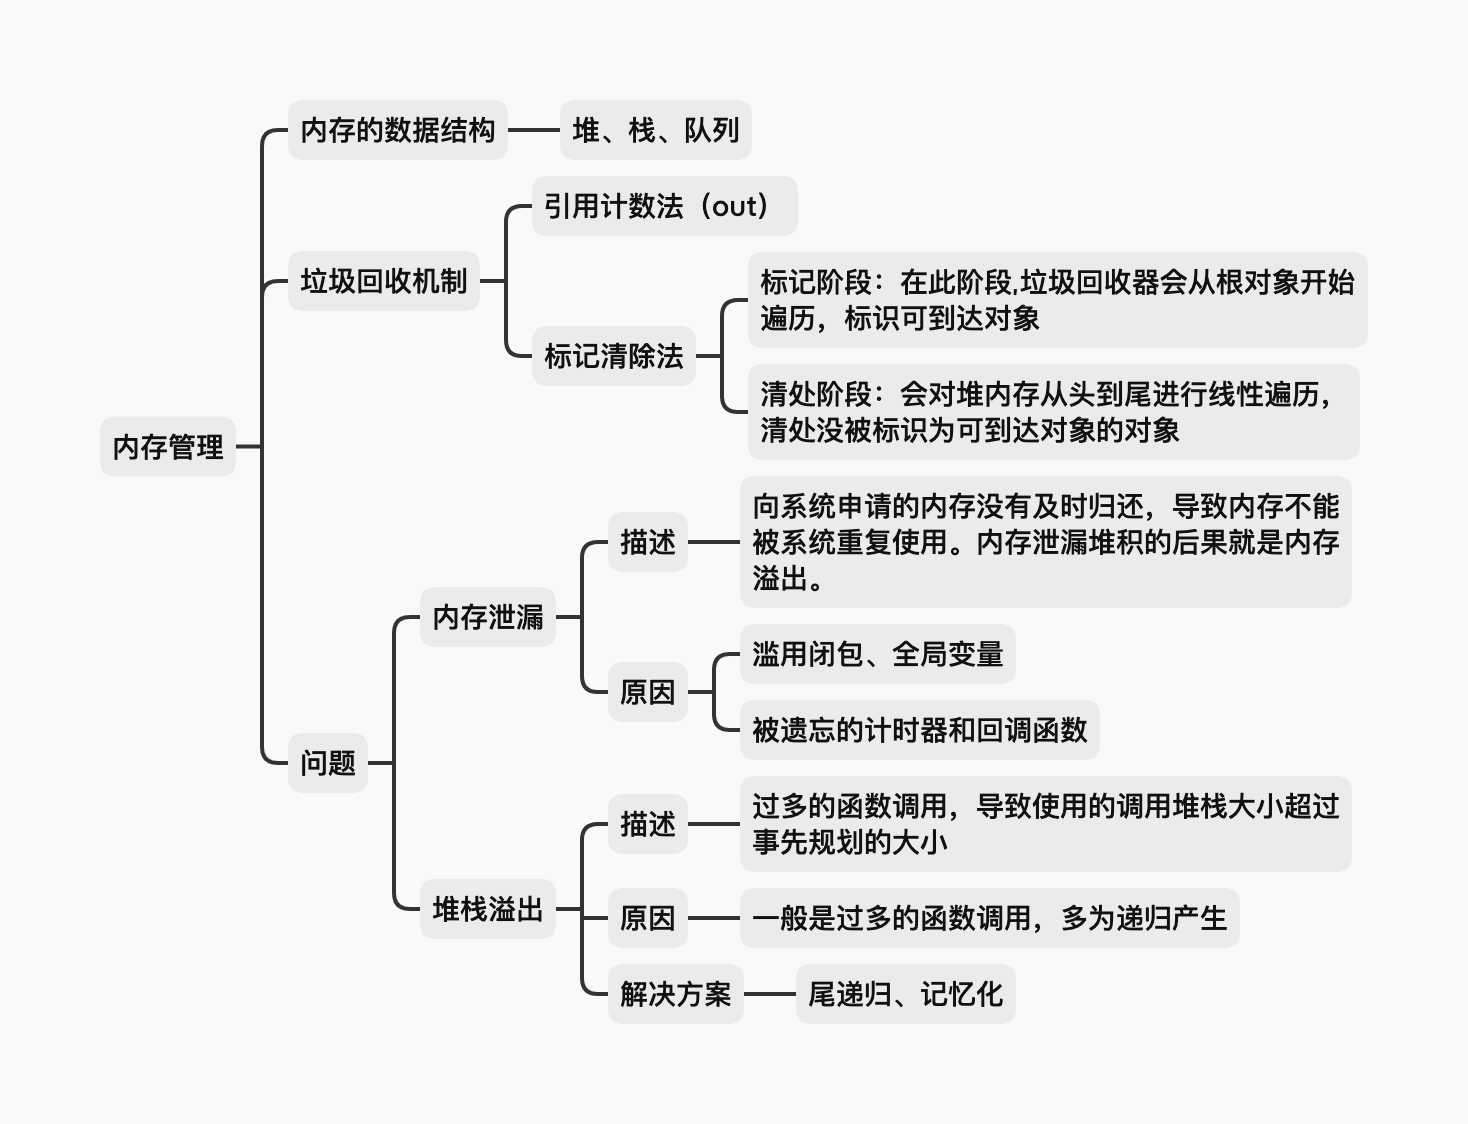 内存管理
内存的数据结构
堆、栈、队列
垃圾回收机制
引用计数法（out）
标记清除法
标记阶段：在此阶段,垃圾回收器会从根对象开始
遍历，标识可到达对象
清处阶段：会对堆内存从头到尾进行线性遍历，
清处没被标识为可到达对象的对象
问题
内存泄漏
描述
向系统申请的内存没有及时归还，导致内存不能
被系统重复使用。内存泄漏堆积的后果就是内存
溢出。
原因
滥用闭包、全局变量
被遗忘的计时器和回调函数
堆栈溢出
描述
过多的函数调用，导致使用的调用堆栈大小超过
事先规划的大小
原因
一般是过多的函数调用，多为递归产生
解决方案
尾递归、记忆化